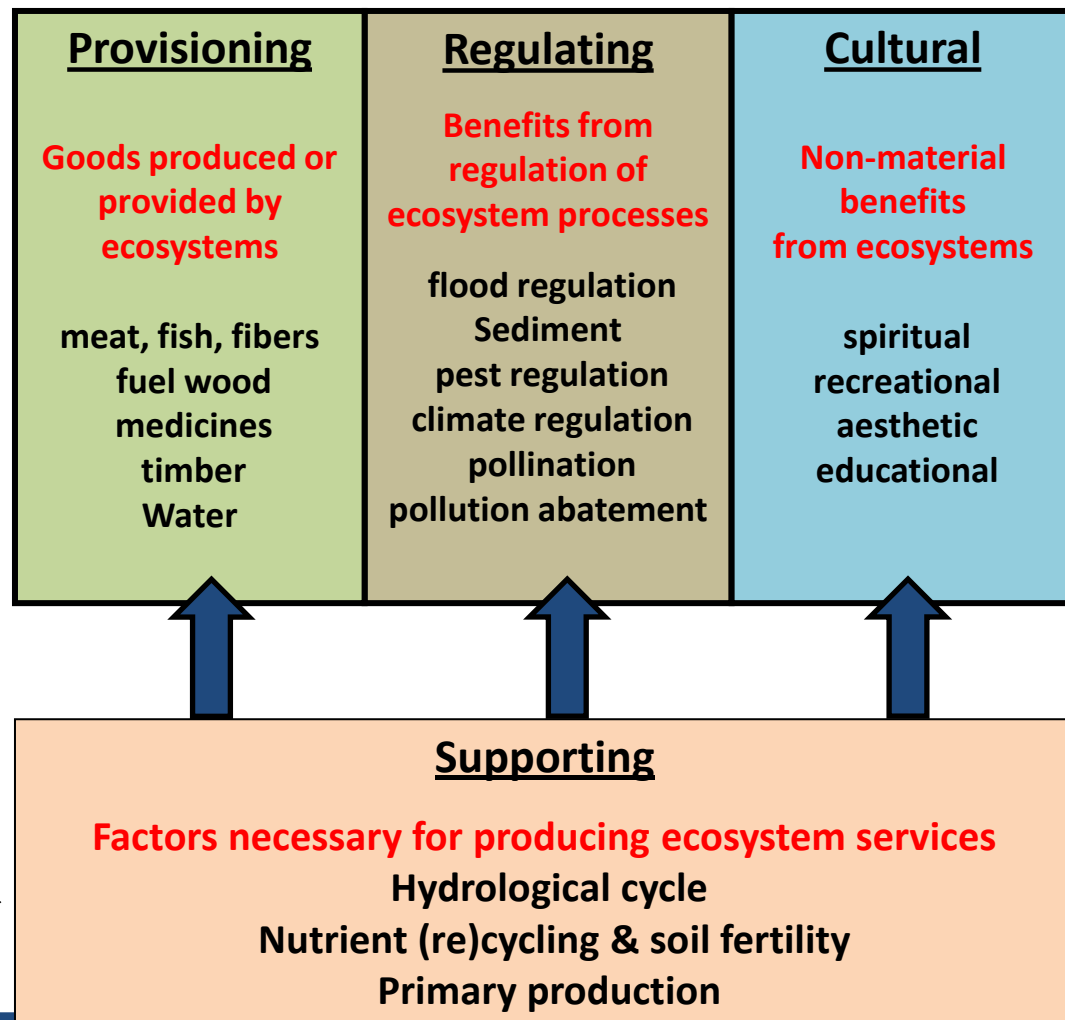 Provisioning
Goods produced or
provided by
ecosystems
meat, fish, fibers
fuel wood
medicines
timber
Water
Regulating
Benefits from
regulation of
ecosystem processes
flood regulation
Sediment
pest regulation
climate regulation
pollination
pollution abatement
Cultural
Non-material
benefits
from ecosystems
spiritual
recreational
aesthetic
educational
Supporting
Factors necessary for producing ecosystem services
Hydrological cycle
Nutrient (re)cycling & soil fertility
Primary production